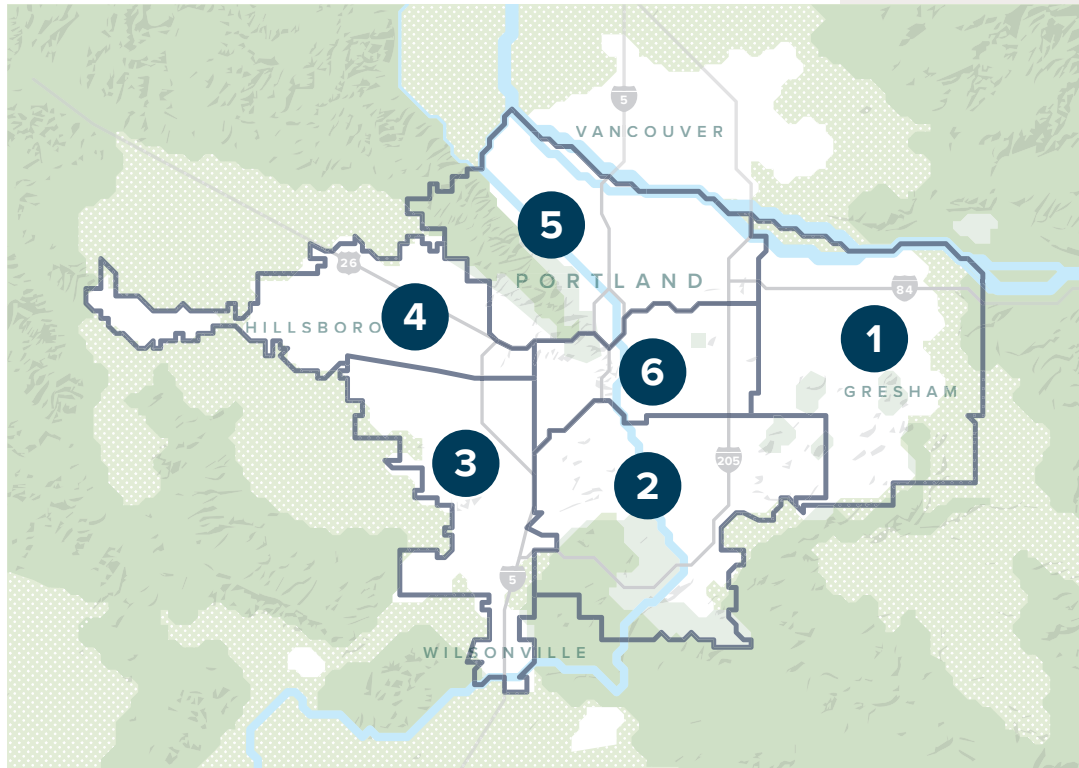 5
VANCOUVER
5
PORTLAND
26
84
4
HILLSBORO
1
6
GRESHAM
3
205
2
5
WILSONVILLE